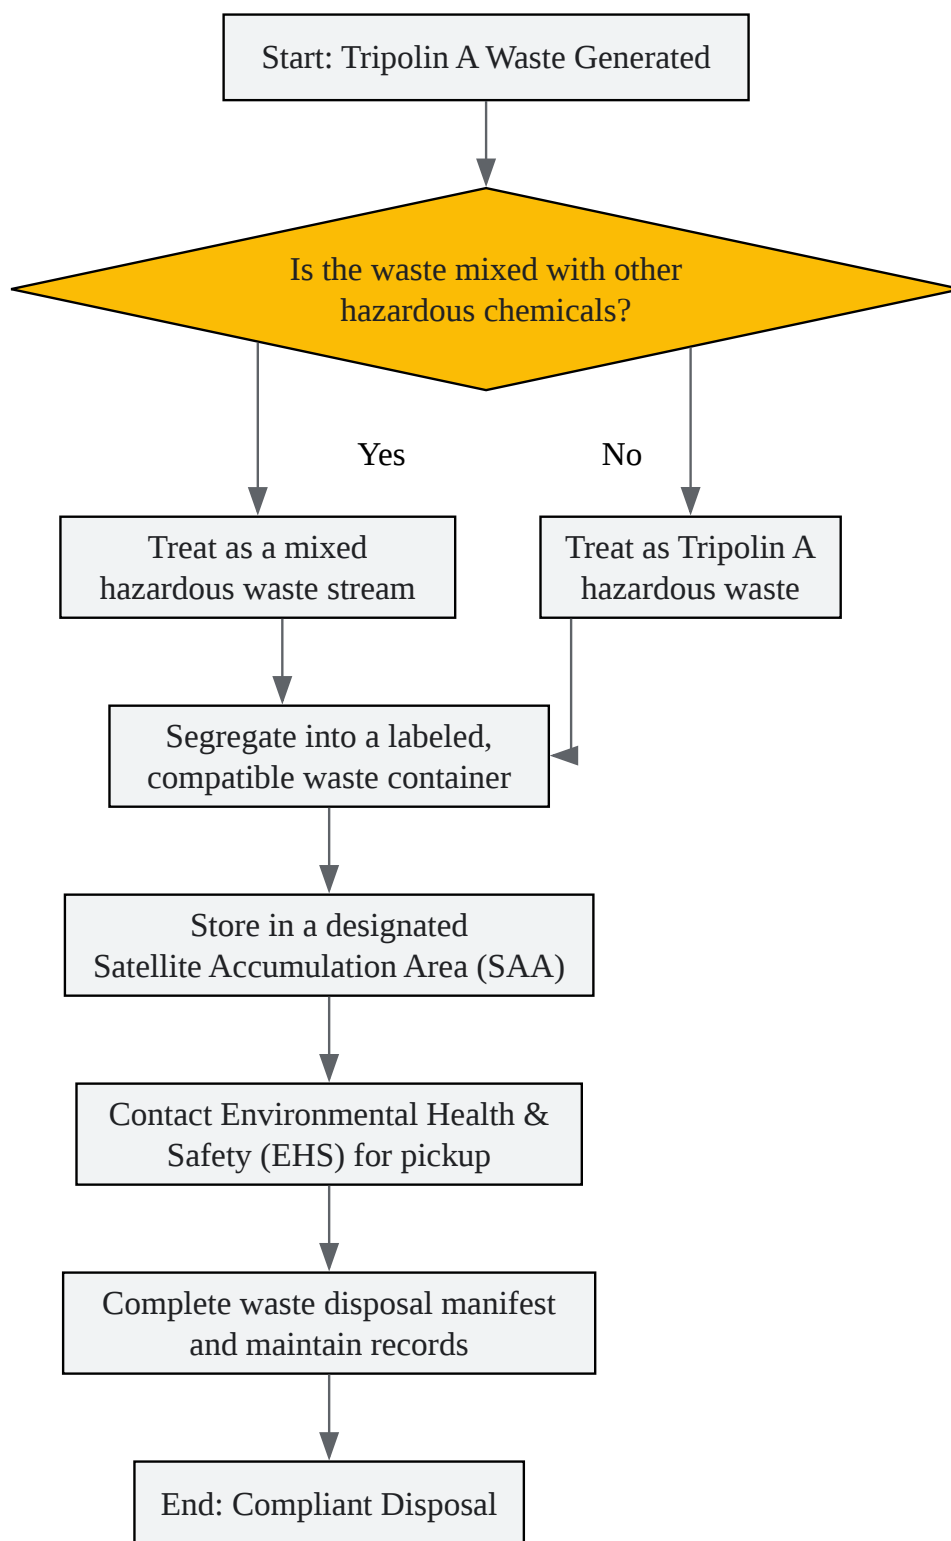 Start: Tripolin A Waste Generated
Is the waste mixed with other
hazardous chemicals?
Yes
No
Treat as a mixed
hazardous waste stream
Treat as Tripolin A
hazardous waste
Segregate into a labeled,
compatible waste container
Store in a designated
Satellite Accumulation Area (SAA)
Contact Environmental Health &
Safety (EHS) for pickup
Complete waste disposal manifest
and maintain records
End: Compliant Disposal